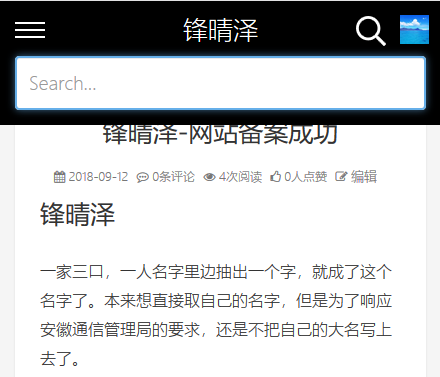 锋晴泽
Search...
锋晴泽-网站备案成功
2018-09-12 0条评论 4次阅读 0人点赞 编辑
锋晴泽
一家三口，一人名字里边抽出一个字，就成了这个
名字了。本来想直接取自己的名字，但是为了响应
安徽通信管理局的要求，还是不把自己的大名写上
去了。